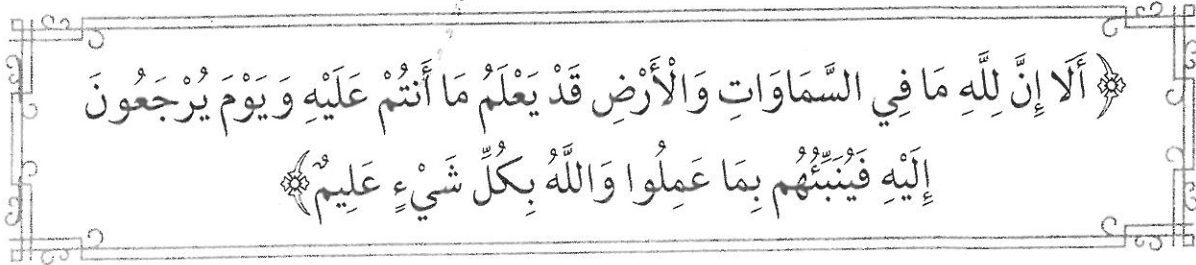 ﴿ أَلَا إِنَّ لِلَّهِ مَا فِي السَّمَاوَاتِ وَالْأَرْضِ قَدْ يَعْلَمُ مَا أَنتُمْ عَلَيْهِ وَيَوْمَ يُرْجَعُونَ
إِلَيْهِ فَيُنَبِّئُهُم بِمَا عَمِلُوا وَاللَّهُ بِكُلِّ شَيْءٍ عَلِيمٌ ﴾